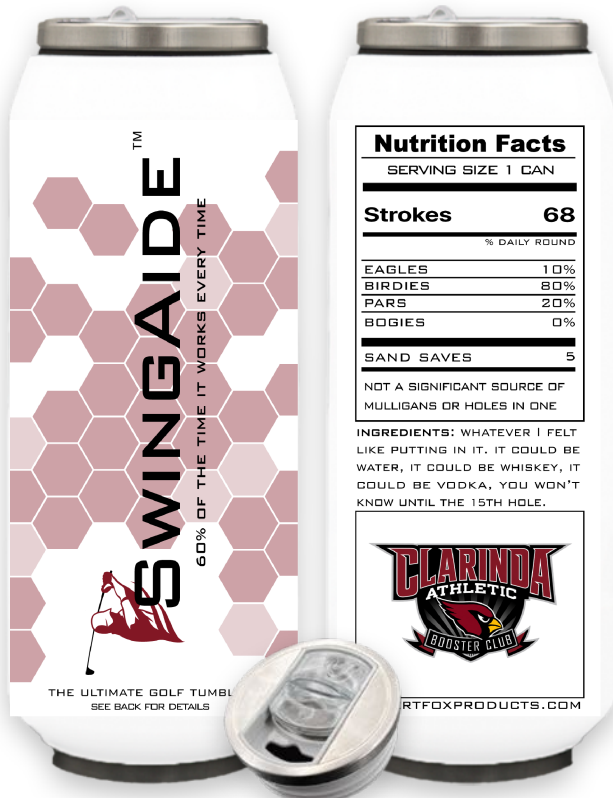 SWINGAIDE™
60% OF THE TIME IT WORKS EVERY TIME
THE ULTIMATE GOLF
SEE BACK FOR DETAILS
Nutrition Facts
SERVING SIZE 1 CAN
Strokes 68
% DAILY ROUND
EAGLES 10%
BIRDIES 80%
PARS 20%
BOGIES 0%
SAND SAVES 5
NOT A SIGNIFICANT SOURCE OF
MULLIGANS OR HOLES IN ONE
INGREDIENTS: WHATEVER I FELT
LIKE PUTTING IN IT. IT COULD BE
WATER, IT COULD BE WHISKEY, IT
COULD BE VODKA, YOU WON'T
KNOW UNTIL THE 15TH HOLE.
CLARINDA
ATHLETIC
BOOSTER CLUB
RTFOXPRODUCTS.COM